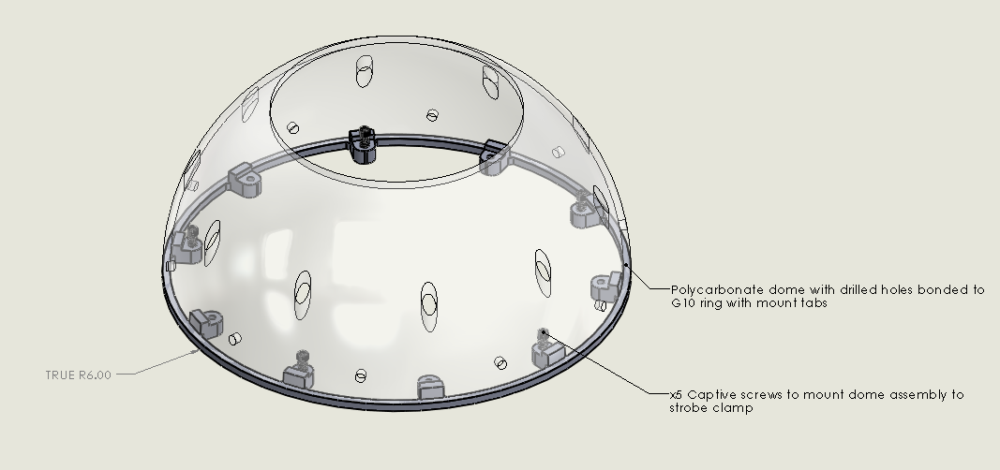 Polycarbonate dome with drilled holes bonded to
G10 ring with mount tabs
TRUE R6.00
x5 Captive screws to mount dome assembly to
strobe clamp